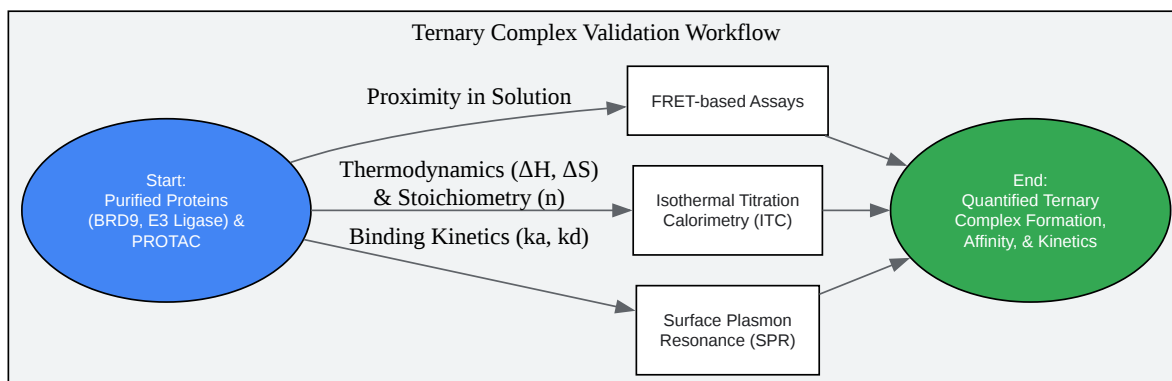 Ternary Complex Validation Workflow
Proximity in Solution
FRET-based Assays
Start:
Purified Proteins
(BRD9, E3 Ligase) &
PROTAC
Thermodynamics (ΔH, ΔS)
& Stoichiometry (n)
Isothermal Titration
Calorimetry (ITC)
End:
Quantified Ternary
Complex Formation,
Affinity, & Kinetics
Binding Kinetics (ka, kd)
Surface Plasmon
Resonance (SPR)